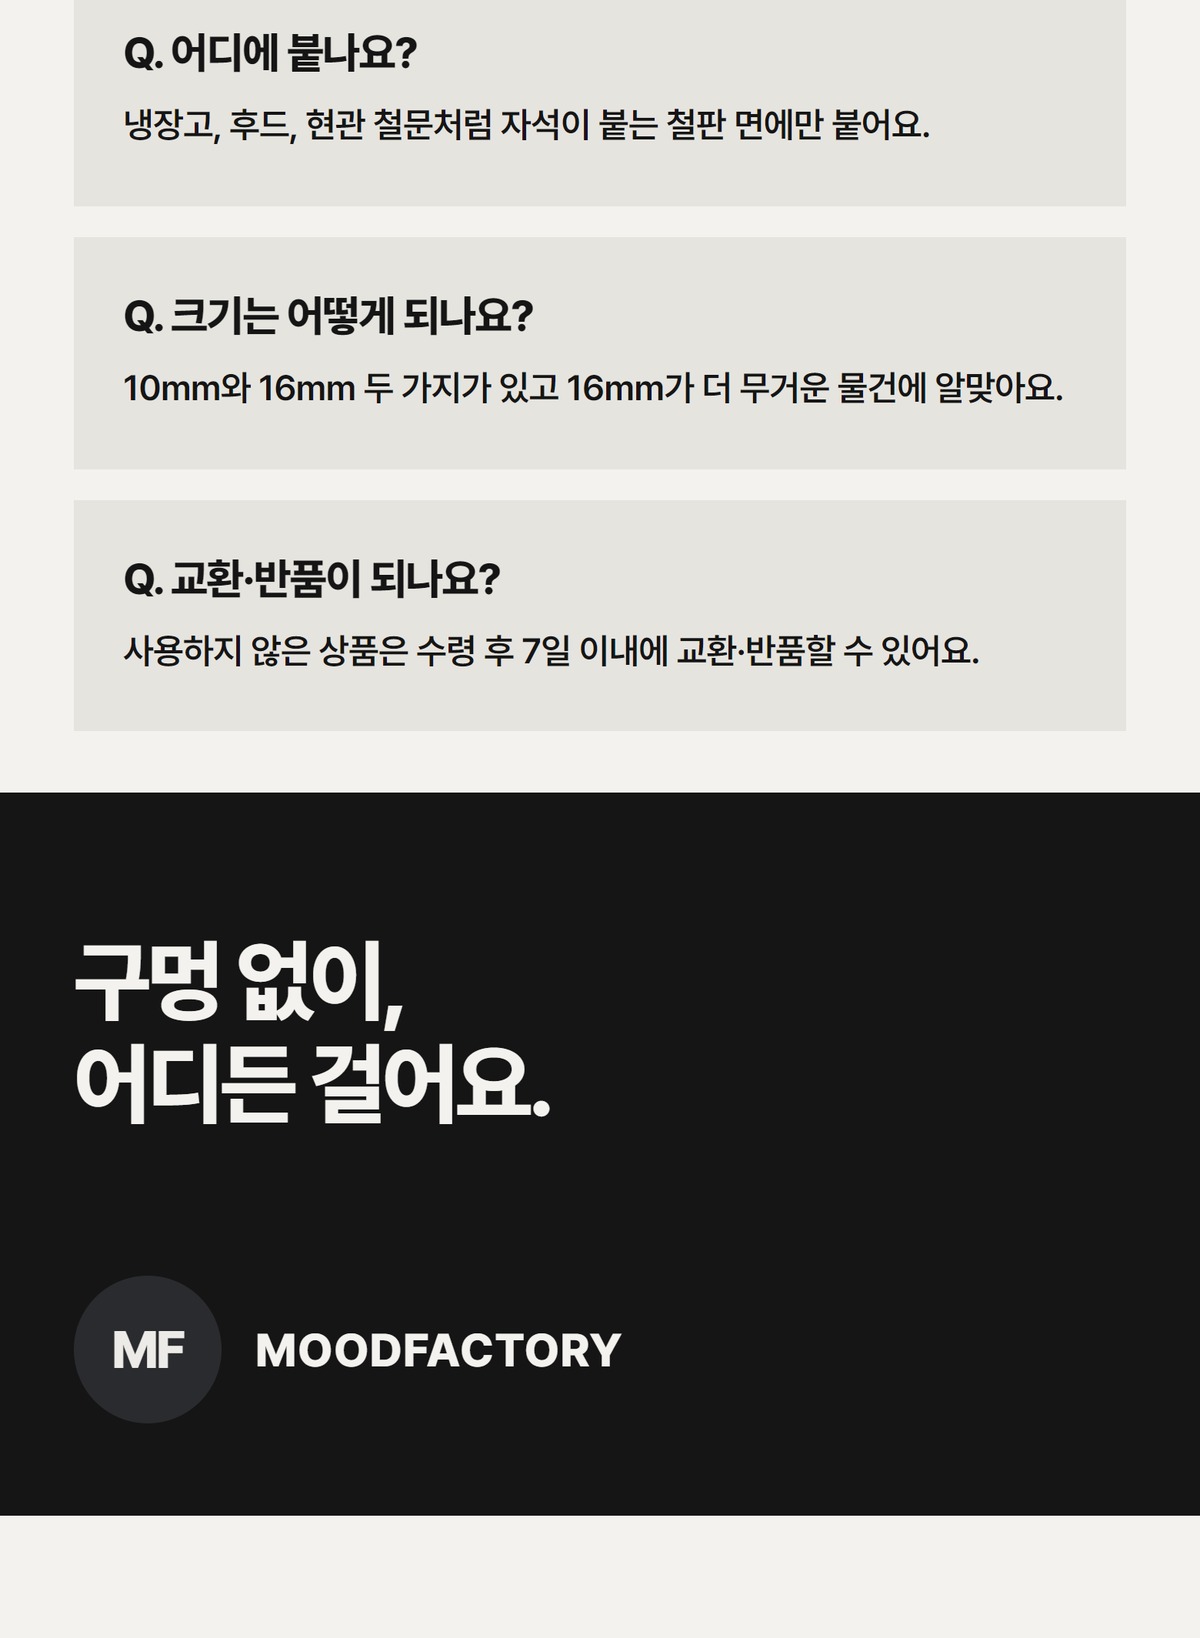 Q. 어디에 붙나요?
냉장고, 후드, 현관 철문처럼 자석이 붙는 철판 면에만 붙어요.
Q. 크기는 어떻게 되나요?
10mm와 16mm 두 가지가 있고 16mm가 더 무거운 물건에 알맞아요.
Q. 교환·반품이 되나요?
사용하지 않은 상품은 수령 후 7일 이내에 교환·반품할 수 있어요.
구멍 없이,
어디든 걸어요.
MF
MOODFACTORY